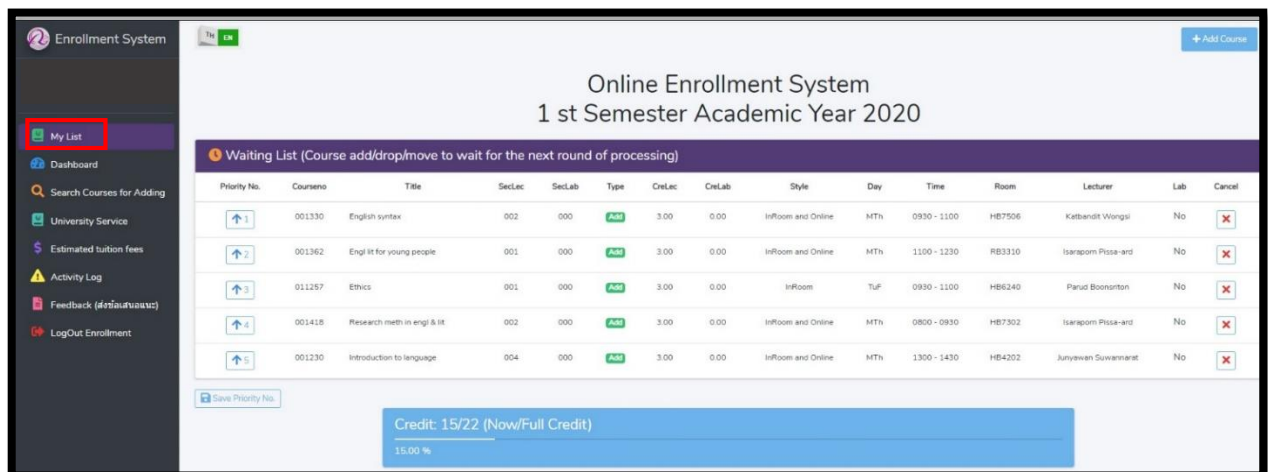 Enrollment System
TH EN
+ Add Course
Online Enrollment System
1 st Semester Academic Year 2020
My List
Dashboard
Search Courses for Adding
University Service
Estimated tuition fees
Activity Log
Feedback (ส่งข้อเสนอแนะ)
LogOut Enrollment
Waiting List (Course add/drop/move to wait for the next round of processing)
Priority No. Courseno Title SecLec SecLab Type CreLec CreLab Style Day Time Room Lecturer Lab Cancel
1 001330 English syntax 002 000 Add 3.00 0.00 InRoom and Online MTh 0930 - 1100 HB7506 Katbandit Wongsi No
2 001362 Engl lit for young people 001 000 Add 3.00 0.00 InRoom and Online MTh 1100 - 1230 RB3310 Isaraporn Pissa-ard No
3 011257 Ethics 001 000 Add 3.00 0.00 InRoom TuF 0930 - 1100 HB6240 Parud Boonsriton No
4 001418 Research meth in engl & lit 002 000 Add 3.00 0.00 InRoom and Online MTh 0800 - 0930 HB7302 Isaraporn Pissa-ard No
5 001230 Introduction to language 004 000 Add 3.00 0.00 InRoom and Online MTh 1300 - 1430 HB4202 Junyawan Suwannarat No
Save Priority No.
Credit: 15/22 (Now/Full Credit)
15.00 %